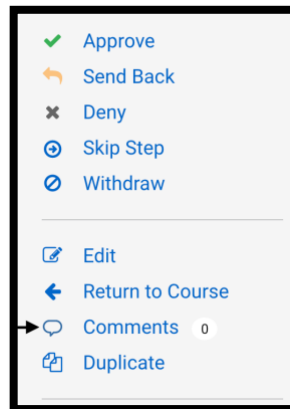 Approve
Send Back
Deny
Skip Step
Withdraw
Edit
Return to Course
Comments 0
Duplicate